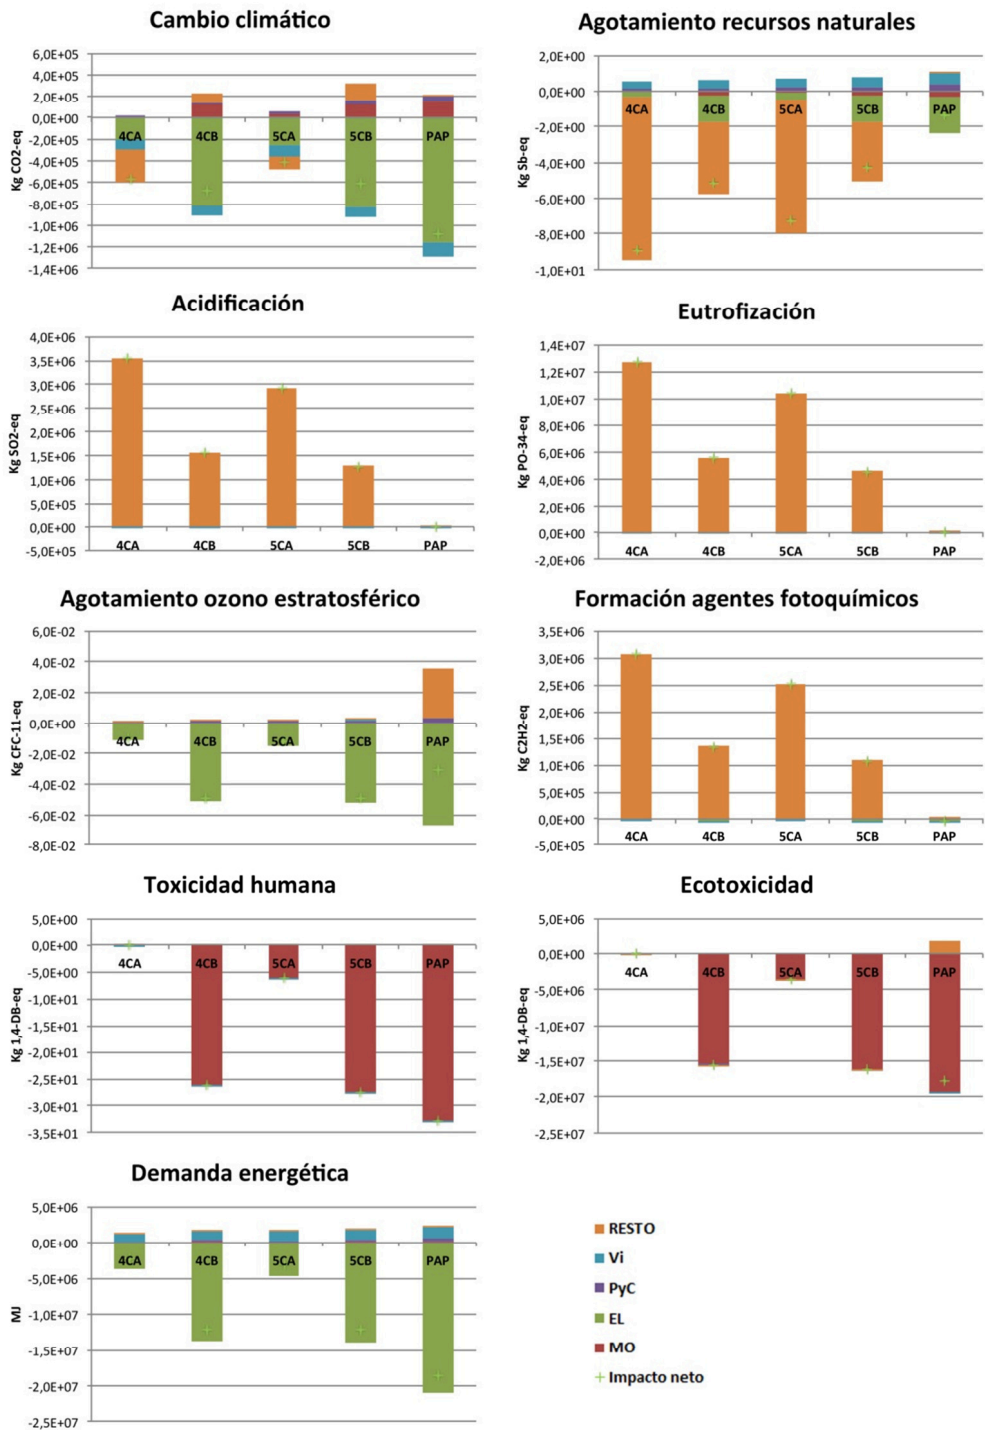 Cambio climático
6,0E+05
4,0E+05
2,0E+05
0,0E+00
-2,0E+05
-4,0E+05
-6,0E+05
-8,0E+05
-1,0E+06
-1,2E+06
-1,4E+06
Kg CO2-eq
4CA 4CB 5CA 5CB PAP
Agotamiento recursos naturales
2,0E+00
0,0E+00
-2,0E+00
-4,0E+00
-6,0E+00
-8,0E+00
-1,0E+01
Kg Sb-eq
4CA 4CB 5CA 5CB PAP
Acidificación
4,0E+06
3,5E+06
3,0E+06
2,5E+06
2,0E+06
1,5E+06
1,0E+06
5,0E+05
0,0E+00
-5,0E+05
Kg SO2-eq
4CA 4CB 5CA 5CB PAP
Eutrofización
1,4E+07
1,2E+07
1,0E+07
8,0E+06
6,0E+06
4,0E+06
2,0E+06
0,0E+00
-2,0E+06
Kg PO-34-eq
4CA 4CB 5CA 5CB PAP
Agotamiento ozono estratosférico
6,0E-02
4,0E-02
2,0E-02
0,0E+00
-2,0E-02
-4,0E-02
-6,0E-02
-8,0E-02
Kg CFC-11-eq
4CA 4CB 5CA 5CB PAP
Formación agentes fotoquímicos
3,5E+06
3,0E+06
2,5E+06
2,0E+06
1,5E+06
1,0E+06
5,0E+05
0,0E+00
-5,0E+05
Kg C2H2-eq
4CA 4CB 5CA 5CB PAP
Toxicidad humana
5,0E+00
0,0E+00
-5,0E+00
-1,0E+01
-1,5E+01
-2,0E+01
-2,5E+01
-3,0E+01
-3,5E+01
Kg 1,4-DB-eq
4CA 4CB 5CA 5CB PAP
Ecotoxicidad
5,0E+06
0,0E+00
-5,0E+06
-1,0E+07
-1,5E+07
-2,0E+07
-2,5E+07
Kg 1,4-DB-eq
4CA 4CB 5CA 5CB PAP
Demanda energética
5,0E+06
0,0E+00
-5,0E+06
-1,0E+07
-1,5E+07
-2,0E+07
-2,5E+07
MJ
4CA 4CB 5CA 5CB PAP
RESTO
Vi
PyC
EL
MO
Impacto neto